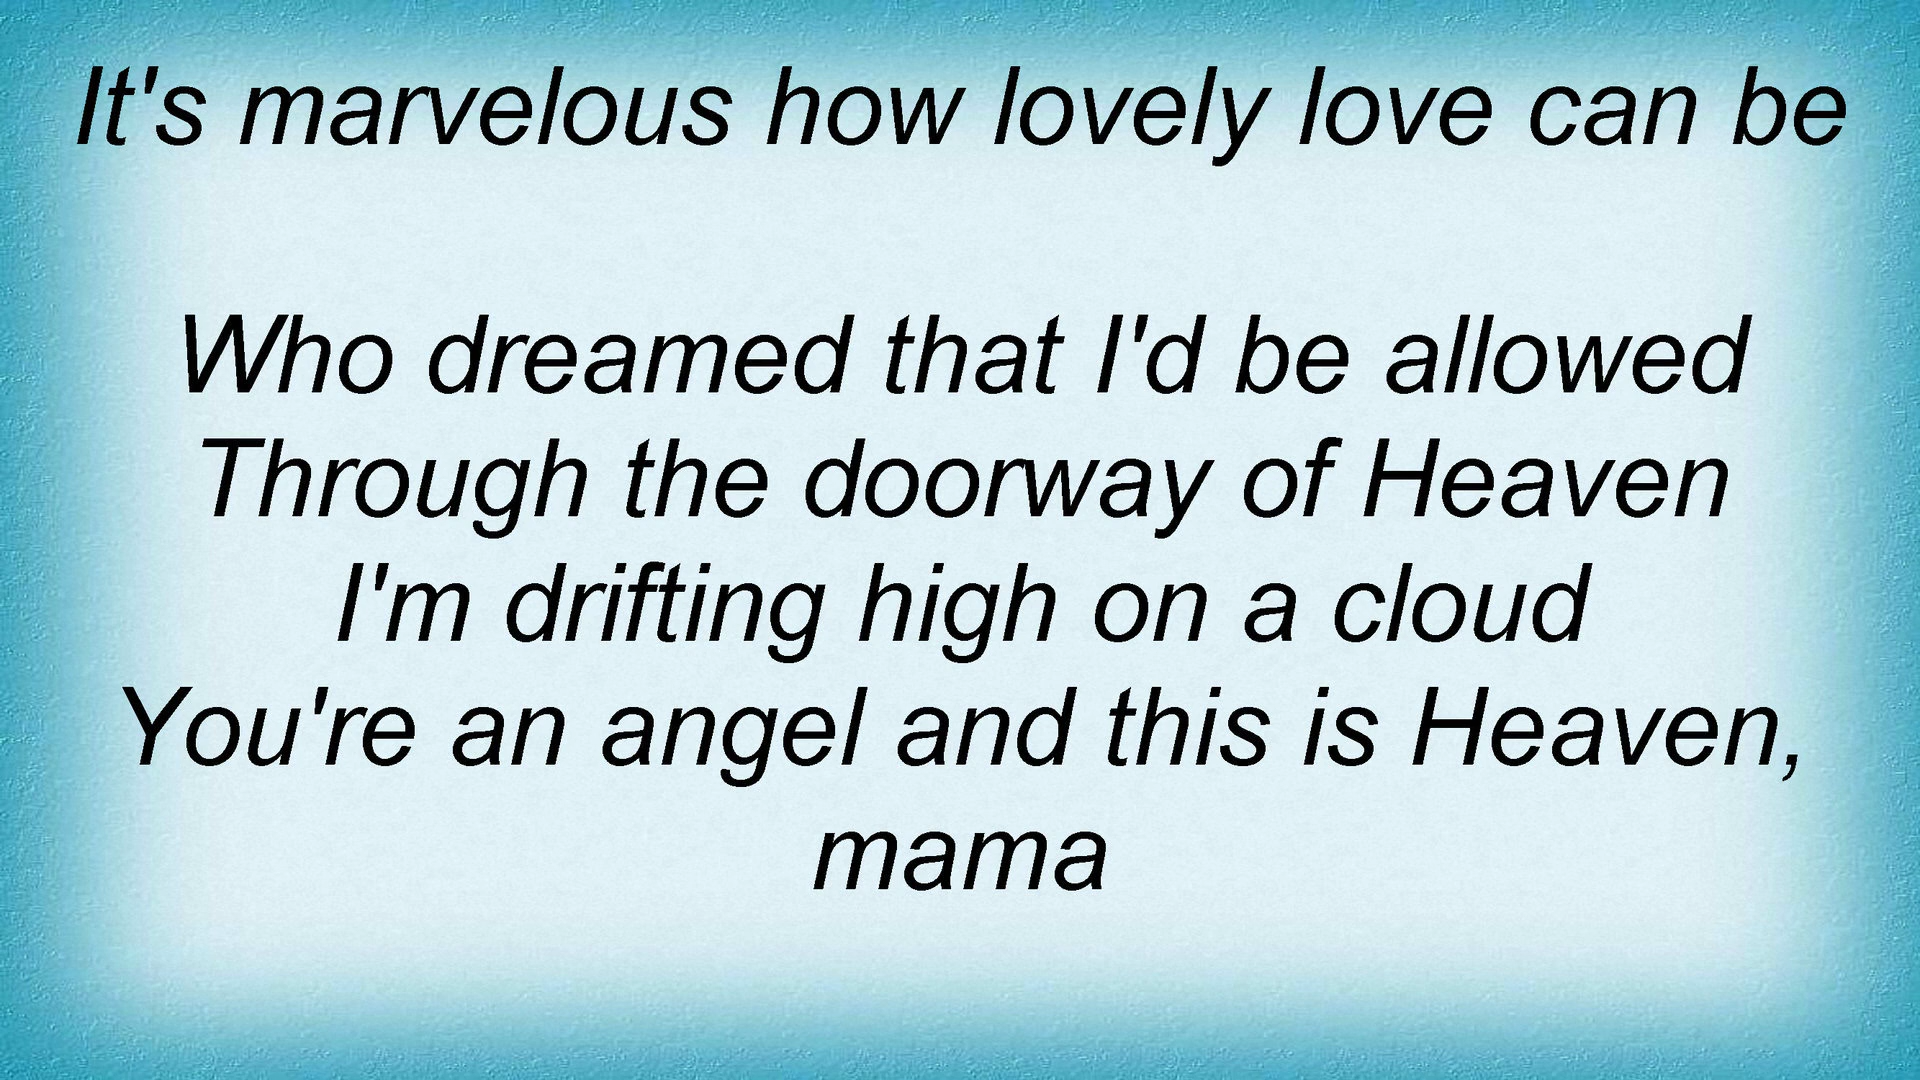 It's marvelous how lovely love can be
Who dreamed that I'd be allowed
Through the doorway of Heaven
I'm drifting high on a cloud
You're an angel and this is Heaven,
mama